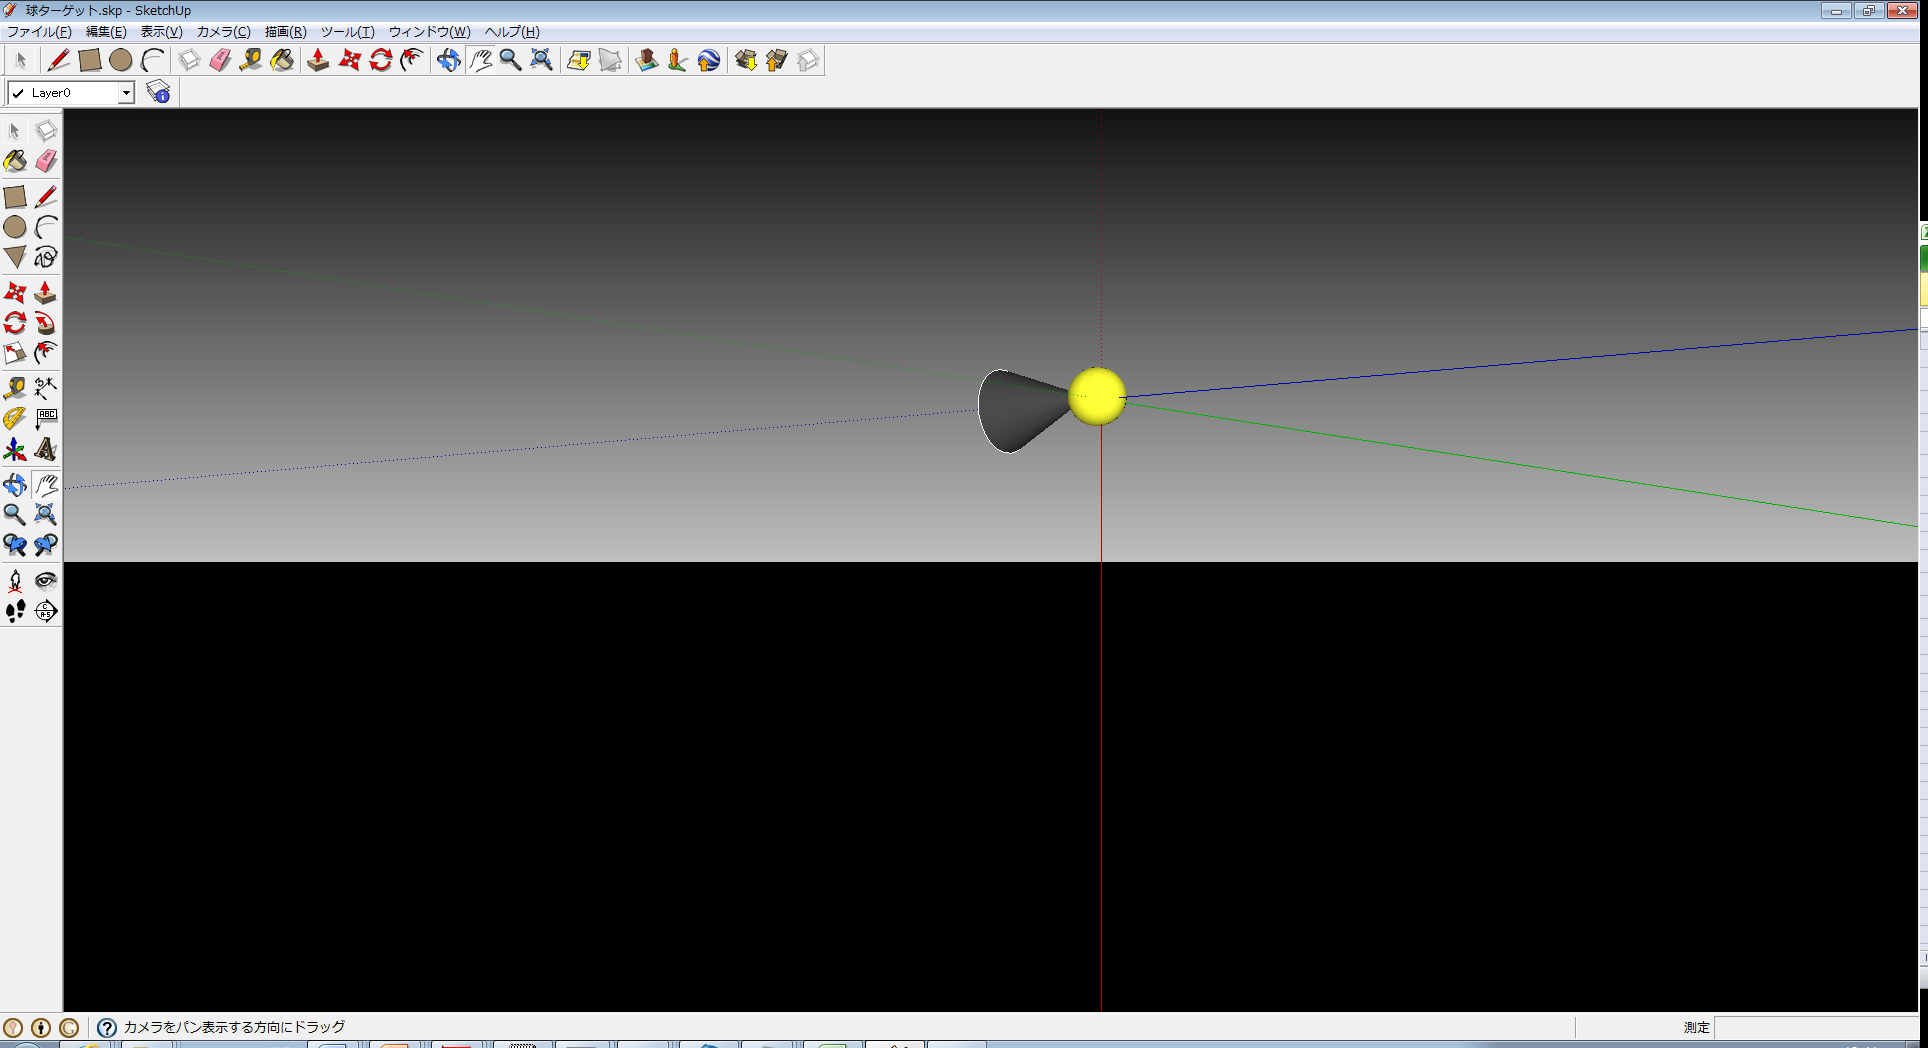 球ターゲット.skp - SketchUp
ファイル(F) 編集(E) 表示(V) カメラ(C) 描画(R) ツール(T) ウィンドウ(W) ヘルプ(H)
Layer0
ABC
カメラをパン表示する方向にドラッグ
測定